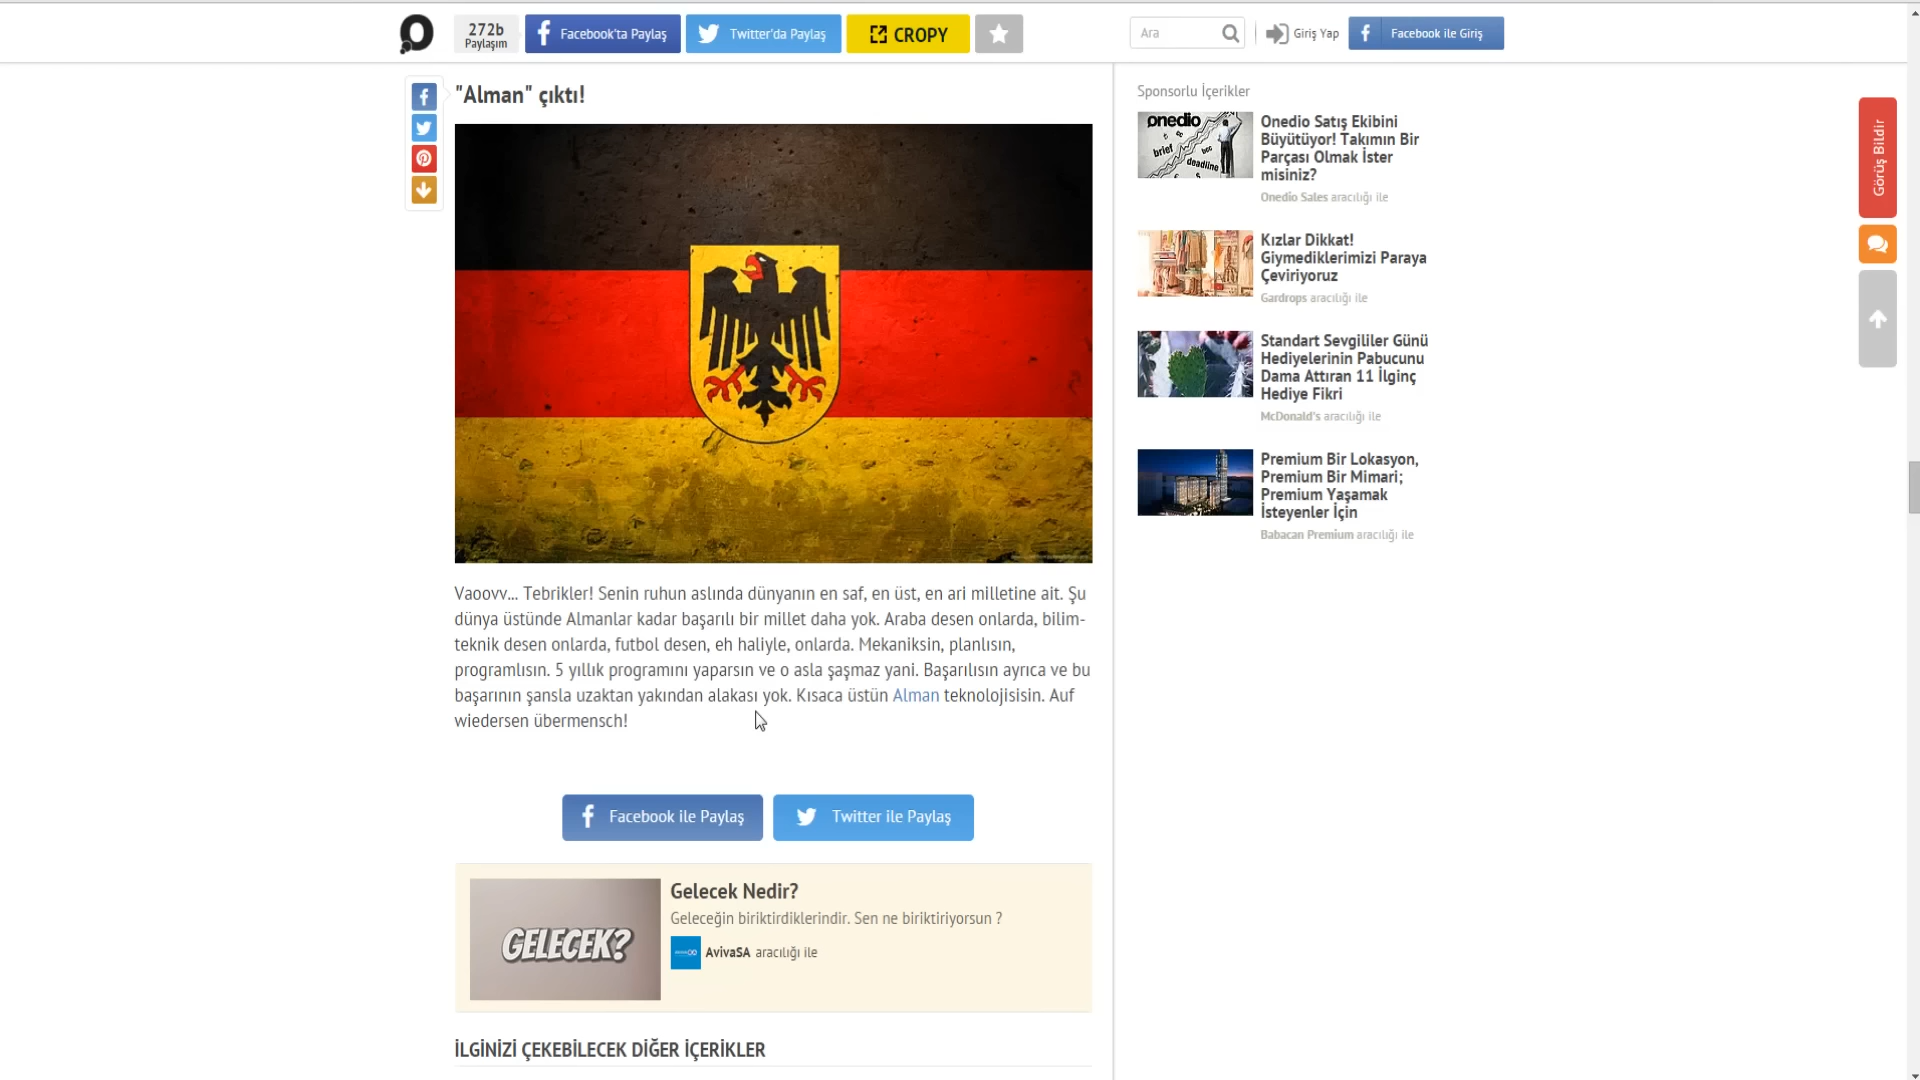 272b
Paylaşım
Facebook'ta Paylaş
Twitter'da Paylaş
CROPY
Ara
Giriş Yap
Facebook ile Giriş
"Alman" çıktı!
Vaoovv... Tebrikler! Senin ruhun aslında dünyanın en saf, en üst, en ari milletine ait. Şu
dünya üstünde Almanlar kadar başarılı bir millet daha yok. Araba desen onlarda, bilim-
teknik desen onlarda, futbol desen, eh haliyle, onlarda. Mekaniksin, planlısın,
programlısın. 5 yıllık programını yaparsın ve o asla şaşmaz yani. Başarılısın ayrıca ve bu
başarının şansla uzaktan yakından alakası yok. Kısaca üstün Alman teknolojisisin. Auf
wiedersen übermensch!
Facebook ile Paylaş
Twitter ile Paylaş
GELECEK?
Gelecek Nedir?
Geleceğin biriktirdiklerindir. Sen ne biriktiriyorsun ?
AvivaSA aracılığı ile
İLGİNİZİ ÇEKEBİLECEK DİĞER İÇERİKLER
Sponsorlu İçerikler
onedio
brief
deadline
Onedio Satış Ekibini
Büyütüyor! Takımın Bir
Parçası Olmak İster
misiniz?
Onedio Sales aracılığı ile
Kızlar Dikkat!
Giymediklerimizi Paraya
Çeviriyoruz
Gardrops aracılığı ile
Standart Sevgililer Günü
Hediyelerinin Pabucunu
Dama Attıran 11 İlginç
Hediye Fikri
McDonald's aracılığı ile
Premium Bir Lokasyon,
Premium Bir Mimari;
Premium Yaşamak
İsteyenler İçin
Babacan Premium aracılığı ile
Görüş Bildir